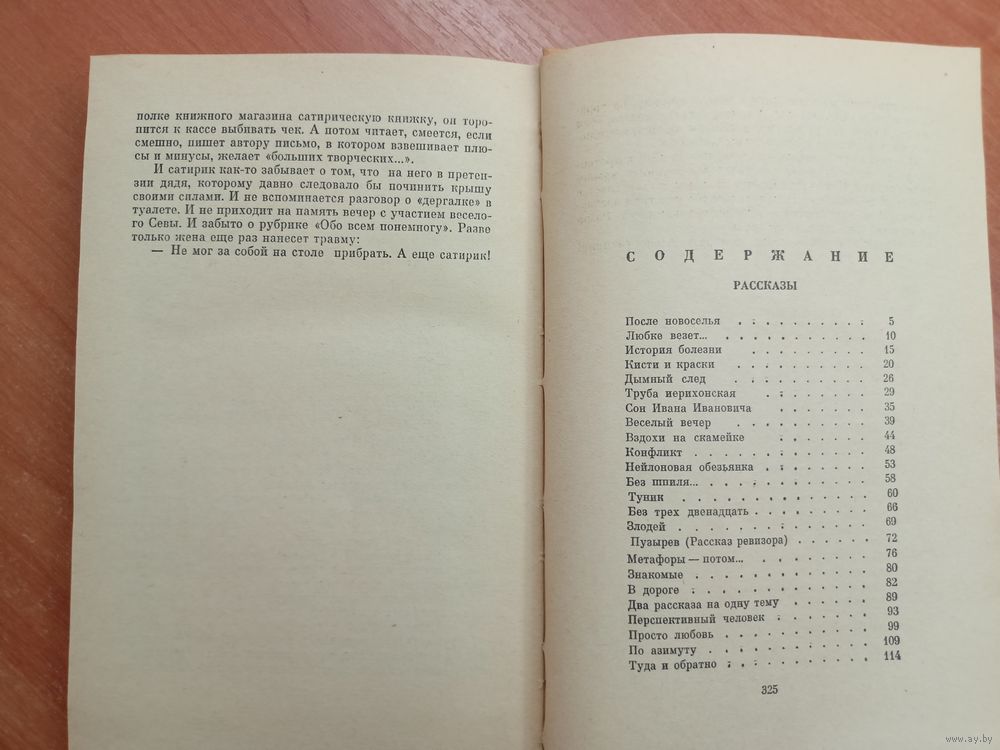 полке книжного магазина сатирическую книжку, он торо-
пится к кассе выбивать чек. А потом читает, смеется, если
смешно, пишет автору письмо, в котором взвешивает плю-
сы и минусы, желает «больших творческих...».
И сатирик как-то забывает о том, что на него в претен-
зии дядя, которому давно следовало бы починить крышу
своими силами. И не вспоминается разговор о «дергалке» в
туалете. И не приходит на память вечер с участием весело-
го Севы. И забыто о рубрике «Обо всем понемногу». Разве
только жена еще раз нанесет травму:
— Не мог за собой на столе прибрать. А еще сатирик!
СОДЕРЖАНИЕ
РАССКАЗЫ
После новоселья . . . . . . . . . 5
Любке везет... . . . . . . . . . . 10
История болезни . . . . . . . . 15
Кисти и краски . . . . . . . . . 20
Дымный след . . . . . . . . . 26
Труба иерихонская . . . . . . . 29
Сон Ивана Ивановича . . . . . . 35
Веселый вечер . . . . . . . . . 39
Вздохи на скамейке . . . . . . 44
Конфликт . . . . . . . . . . . 48
Нейлоновая обезьянка . . . . . . . 53
Без шпиля... . . . . . . . . . . 58
Тупик . . . . . . . . . . . . 60
Без трех двенадцать . . . . . . . . 66
Злодей . . . . . . . . . . . . 69
Пузырев (Рассказ ревизора) . . . . . . 72
Метафоры — потом... . . . . . . . 76
Знакомые . . . . . . . . . . . 80
В дороге . . . . . . . . . . . 82
Два рассказа на одну тему . . . . . . 89
Перспективный человек . . . . . . . 93
Просто любовь . . . . . . . . . 99
По азимуту . . . . . . . . . . 109
Туда и обратно . . . . . . . . . 114
325
www.ay.by